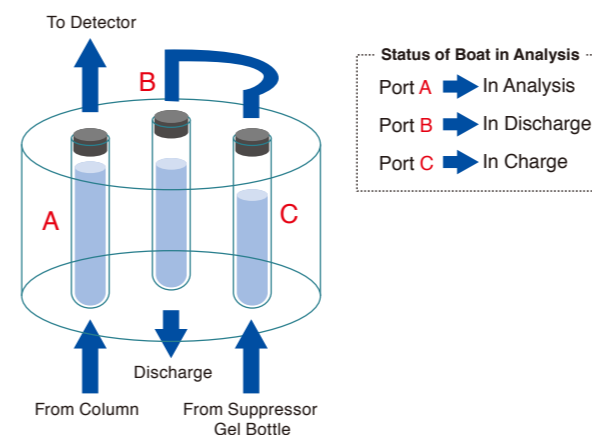 To Detector
B
A
C
Discharge
From Column
From Suppressor
Gel Bottle
Status of Boat in Analysis
Port A In Analysis
Port B In Discharge
Port C In Charge